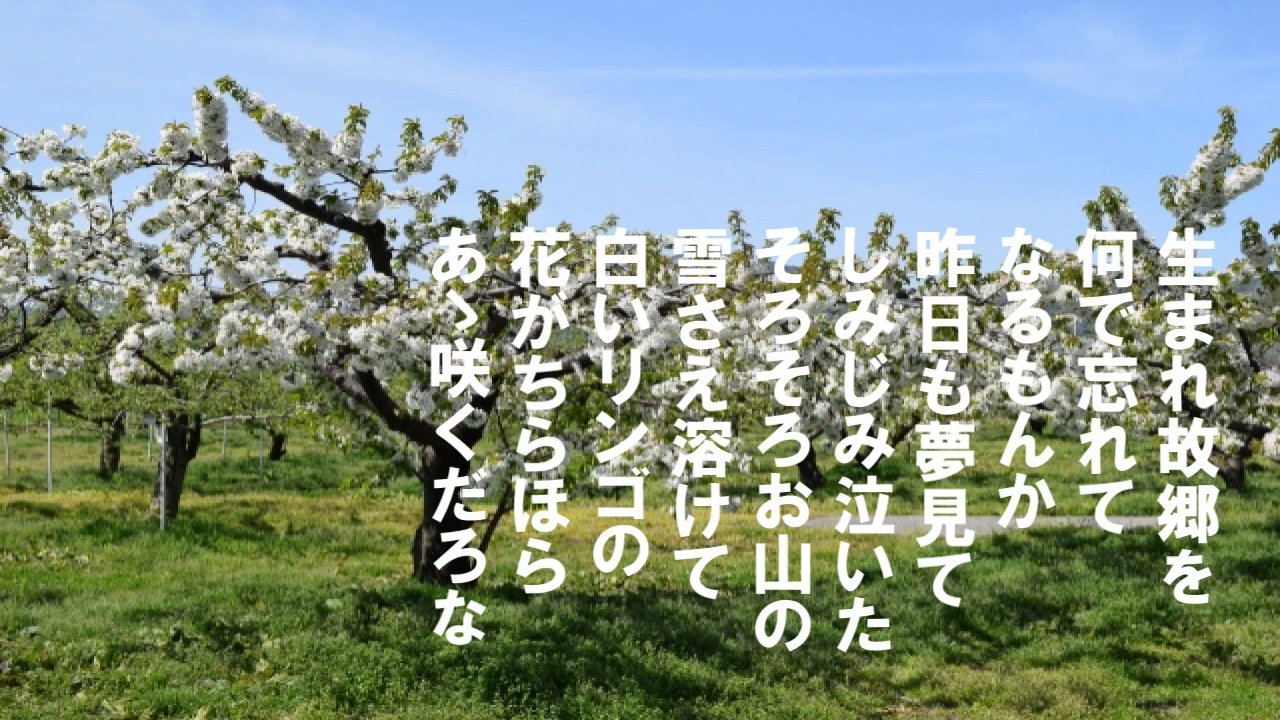 生まれ故郷を
何で忘れて
なるもんか
昨日も夢見て
しみじみ泣いた
そろそろお山の
雪さえ溶けて
白いリンゴの
花がちらほら
あゝ咲くだろな